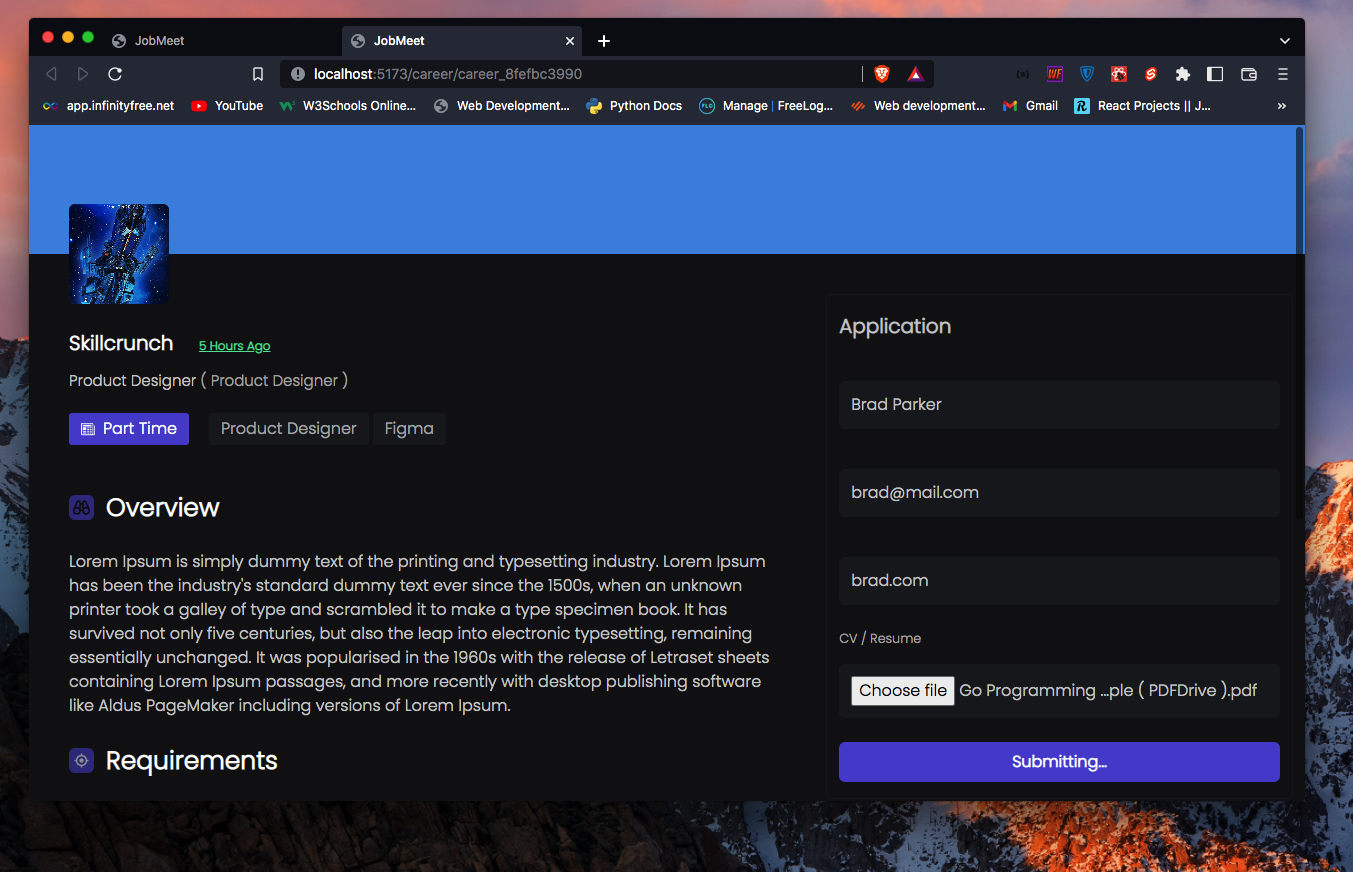 JobMeet
JobMeet
localhost:5173/career/career_8fefbc3990
app.infinityfree.net
YouTube
W3Schools Online...
Web Development...
Python Docs
FLG
Manage | FreeLog...
Web development...
Gmail
React Projects || J...
Skillcrunch
5 Hours Ago
Product Designer ( Product Designer )
Part Time
Product Designer
Figma
Overview
Lorem Ipsum is simply dummy text of the printing and typesetting industry. Lorem Ipsum
has been the industry's standard dummy text ever since the 1500s, when an unknown
printer took a galley of type and scrambled it to make a type specimen book. It has
survived not only five centuries, but also the leap into electronic typesetting, remaining
essentially unchanged. It was popularised in the 1960s with the release of Letraset sheets
containing Lorem Ipsum passages, and more recently with desktop publishing software
like Aldus PageMaker including versions of Lorem Ipsum.
Requirements
Application
Brad Parker
brad@mail.com
brad.com
CV / Resume
Choose file Go Programming ...ple ( PDFDrive ).pdf
Submitting...